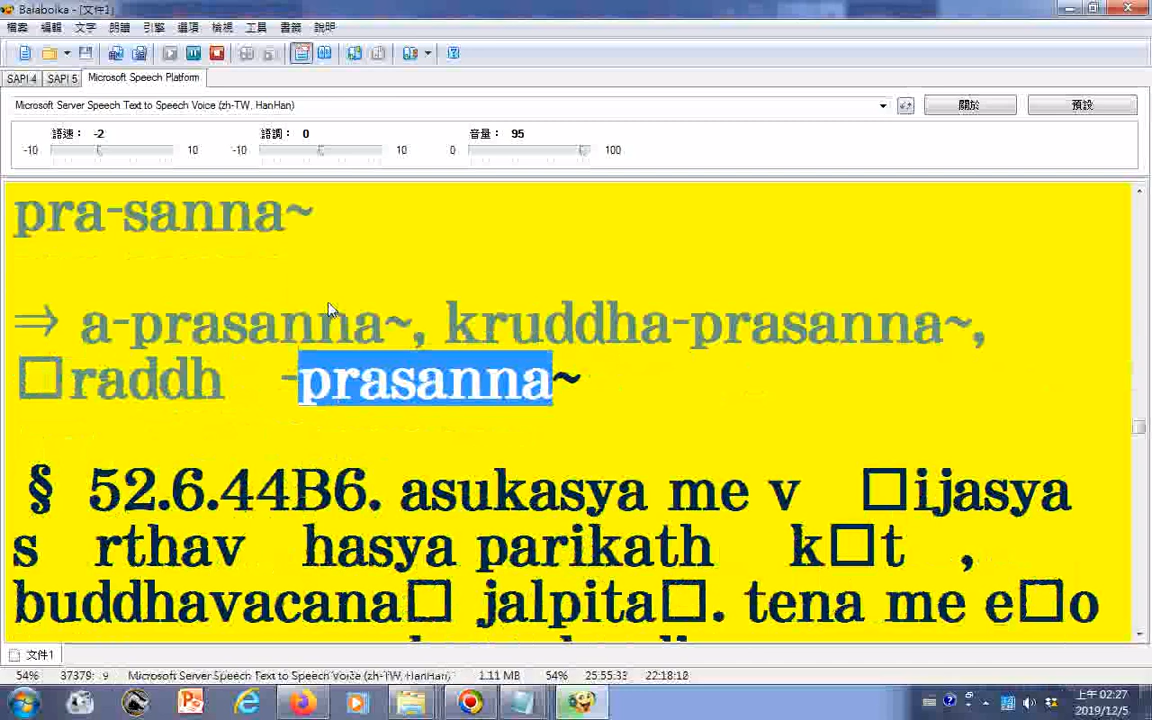 Balabolka - [文件1]
檔案 編輯 文字 朗讀 引擎 選項 檢視 工具 書籤 說明
SAPI 4 SAPI 5 Microsoft Speech Platform
Microsoft Server Speech Text to Speech Voice (zh-TW, HanHan) 關於 預設
語速： -2 語調： 0 音量： 95
-10 10 -10 10 0 100
pra-sanna~
⇒ a-prasanna~, kruddha-prasanna~,
□raddh -prasanna~
§ 52.6.44B6. asukasya me v □ijasya
s rthav hasya parikath k□t ,
buddhavacana□ jalpita□. tena me e□o
文件1
54% 37379: 9 Microsoft Server Speech Text to Speech Voice (zh-TW, HanHan) 1.11 MB 54% 25:55:33 22:18:18
上午 02:27
2019/12/5